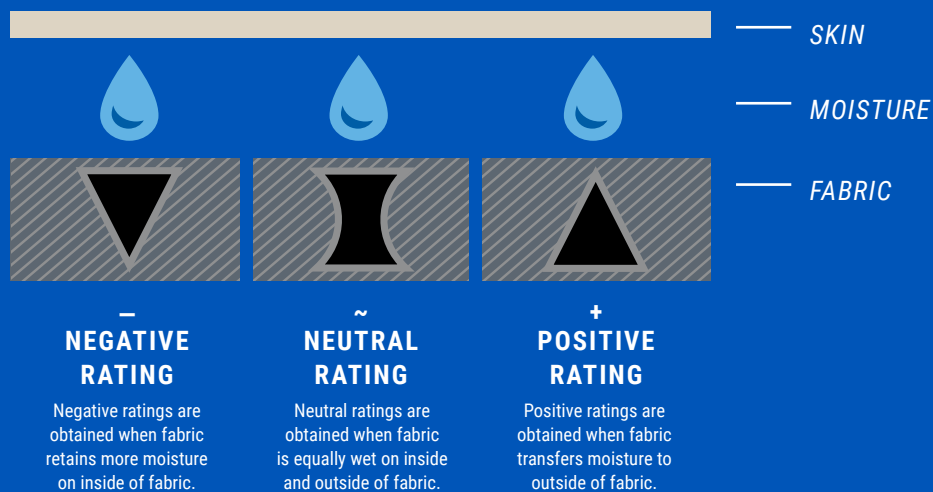 SKIN
MOISTURE
FABRIC
–
NEGATIVE
RATING
Negative ratings are
obtained when fabric
retains more moisture
on inside of fabric.
~
NEUTRAL
RATING
Neutral ratings are
obtained when fabric
is equally wet on inside
and outside of fabric.
+
POSITIVE
RATING
Positive ratings are
obtained when fabric
transfers moisture to
outside of fabric.